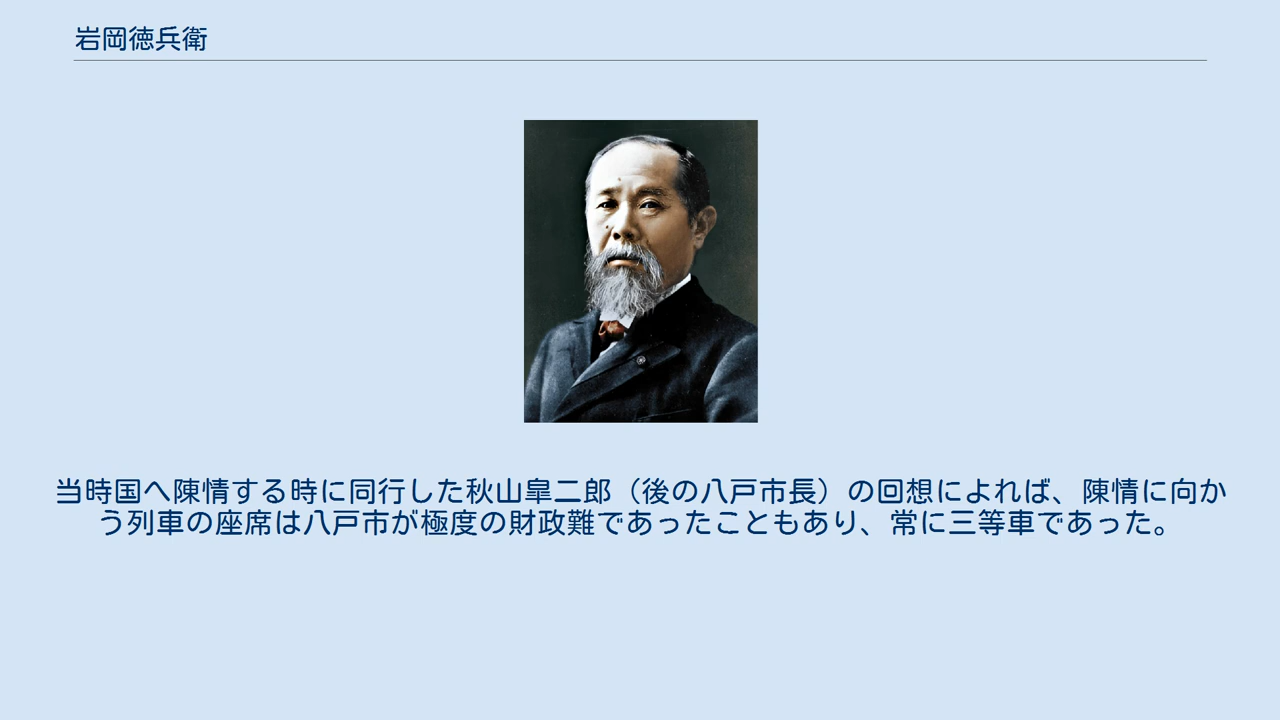 岩岡徳兵衛
当時国へ陳情する時に同行した秋山皐二郎（後の八戸市長）の回想によれば、陳情に向か
う列車の座席は八戸市が極度の財政難であったこともあり、常に三等車であった。